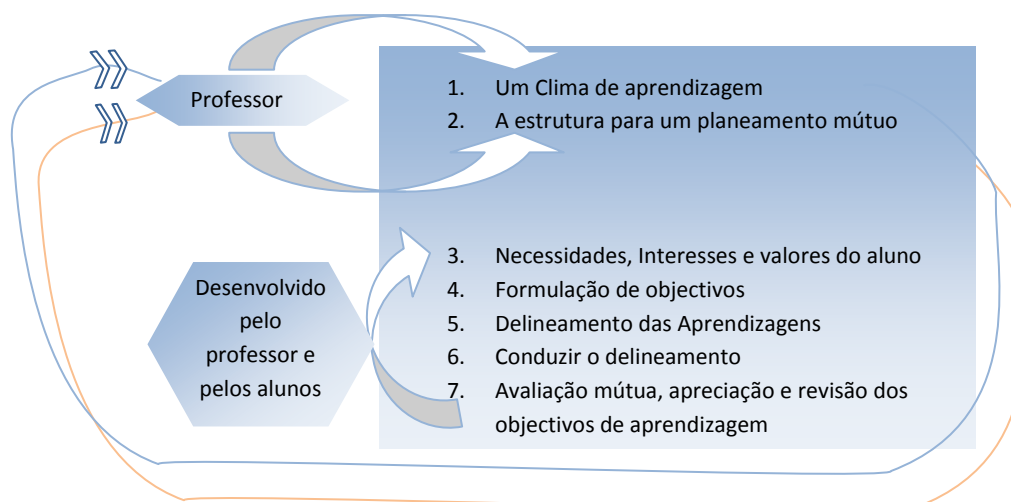 Professor
1. Um Clima de aprendizagem
2. A estrutura para um planeamento mútuo
Desenvolvido
pelo
professor e
pelos alunos
3. Necessidades, Interesses e valores do aluno
4. Formulação de objectivos
5. Delineamento das Aprendizagens
6. Conduzir o delineamento
7. Avaliação mútua, apreciação e revisão dos
objectivos de aprendizagem